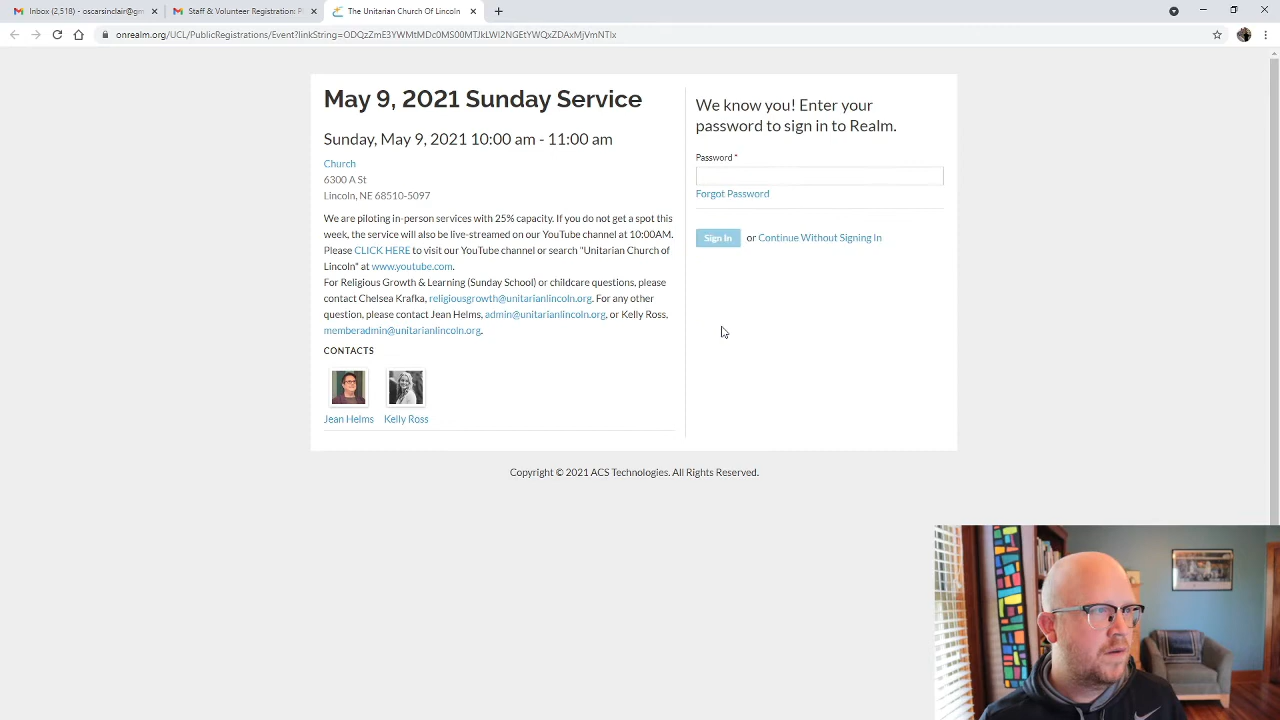 Inbox (2,518) - oscarsinclair@gm
Staff & Volunteer Registration: Pl
The Unitarian Church Of Lincoln
onrealm.org/UCL/PublicRegistrations/Event?linkString=
May 9, 2021 Sunday Service
Sunday, May 9, 2021 10:00 am - 11:00 am
Church
6300 A St
Lincoln, NE 68510-5097
We are piloting in-person services with 25% capacity. If you do not get a spot this
week, the service will also be live-streamed on our YouTube channel at 10:00AM.
Please CLICK HERE to visit our YouTube channel or search "Unitarian Church of
Lincoln" at www.youtube.com.
For Religious Growth & Learning (Sunday School) or childcare questions, please
contact Chelsea Krafka, religiousgrowth@unitarianlincoln.org. For any other
question, please contact Jean Helms, admin@unitarianlincoln.org, or Kelly Ross,
memberadmin@unitarianlincoln.org.
CONTACTS
Jean Helms Kelly Ross
We know you! Enter your
password to sign in to Realm.
Password *
Forgot Password
Sign In or Continue Without Signing In
Copyright © 2021 ACS Technologies. All Rights Reserved.